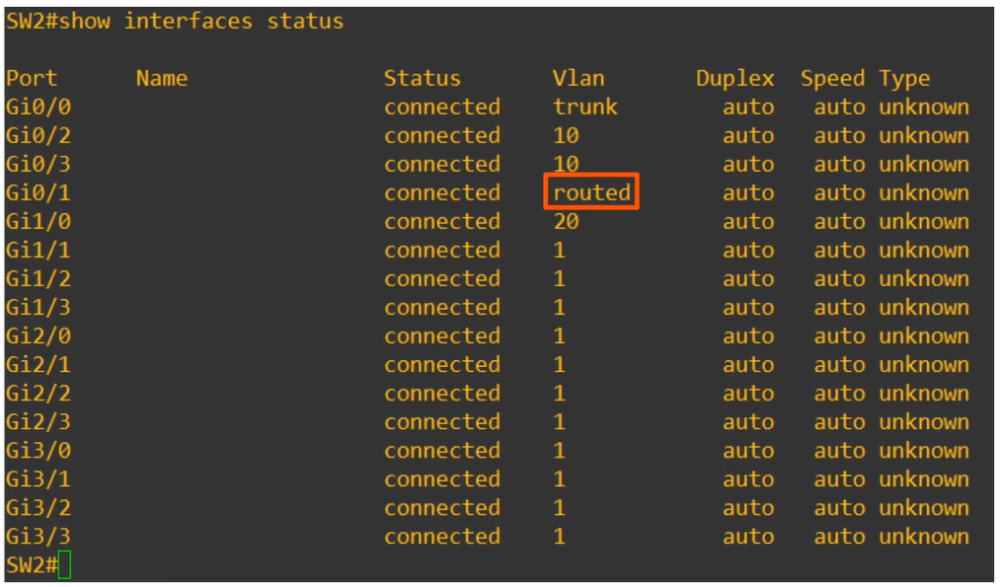 SW2#show interfaces status
Port Name Status Vlan Duplex Speed Type
Gi0/0 connected trunk auto auto unknown
Gi0/2 connected 10 auto auto unknown
Gi0/3 connected 10 auto auto unknown
Gi0/1 connected routed auto auto unknown
Gi1/0 connected 20 auto auto unknown
Gi1/1 connected 1 auto auto unknown
Gi1/2 connected 1 auto auto unknown
Gi1/3 connected 1 auto auto unknown
Gi2/0 connected 1 auto auto unknown
Gi2/1 connected 1 auto auto unknown
Gi2/2 connected 1 auto auto unknown
Gi2/3 connected 1 auto auto unknown
Gi3/0 connected 1 auto auto unknown
Gi3/1 connected 1 auto auto unknown
Gi3/2 connected 1 auto auto unknown
Gi3/3 connected 1 auto auto unknown
SW2#